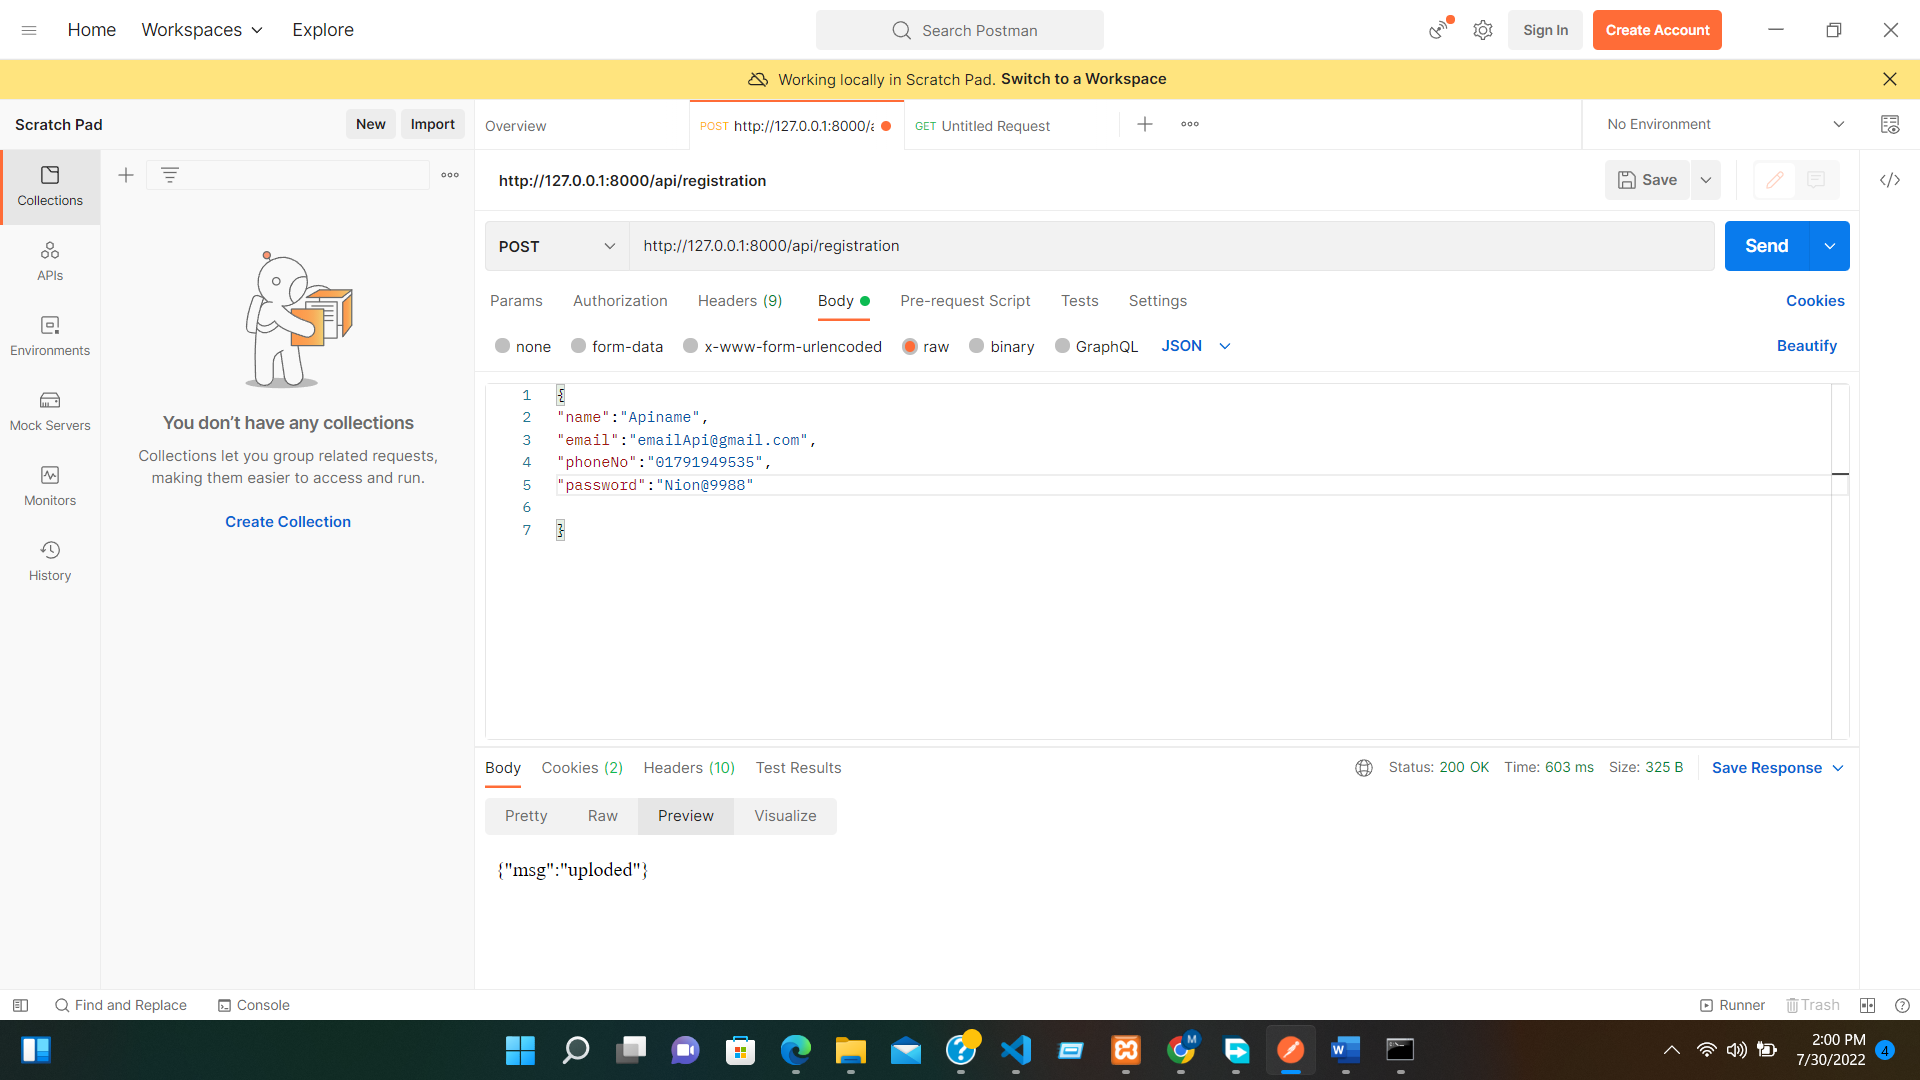 Home Workspaces Explore Search Postman Sign In Create Account
Working locally in Scratch Pad. Switch to a Workspace
Scratch Pad New Import Overview POST http://127.0.0.1:8000/a GET Untitled Request No Environment
Collections
APIs
Environments
Mock Servers
Monitors
History
You don't have any collections
Collections let you group related requests,
making them easier to access and run.
Create Collection
http://127.0.0.1:8000/api/registration Save
POST http://127.0.0.1:8000/api/registration Send
Params Authorization Headers (9) Body Pre-request Script Tests Settings Cookies
none form-data x-www-form-urlencoded raw binary GraphQL JSON Beautify
1 {
2 "name":"Apiname",
3 "email":"emailApi@gmail.com",
4 "phoneNo":"01791949535",
5 "password":"Nion@9988"
6
7 }
Body Cookies (2) Headers (10) Test Results Status: 200 OK Time: 603 ms Size: 325 B Save Response
Pretty Raw Preview Visualize
{"msg":"uploded"}
Find and Replace Console Runner Trash
M
W
2:00 PM
7/30/2022 4